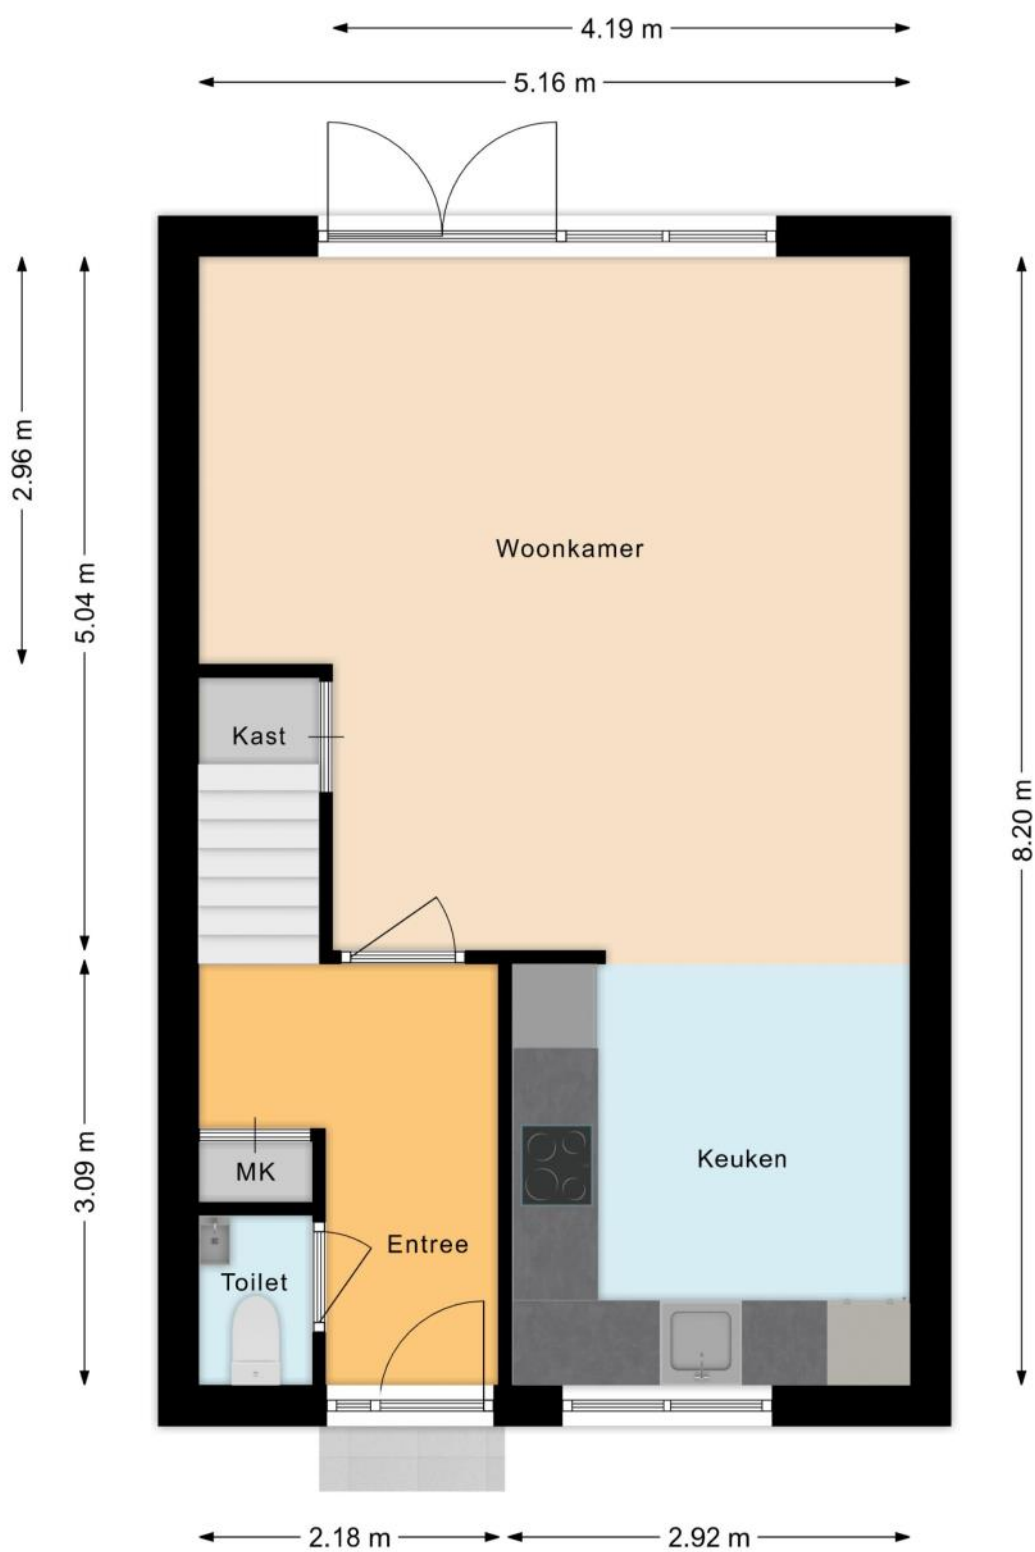 4.19 m
5.16 m
2.96 m
5.04 m
Woonkamer
Kast
8.20 m
3.09 m
MK
Keuken
Entree
Toilet
2.18 m
2.92 m